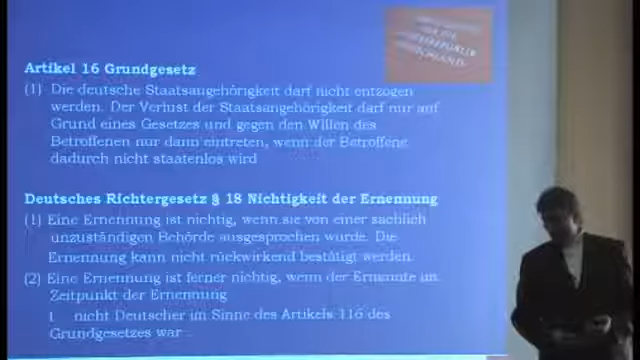 BUNDESREPUBLIK
DEUTSCHLAND
Artikel 16 Grundgesetz
(1) Die deutsche Staatsangehörigkeit darf nicht entzogen
werden. Der Verlust der Staatsangehörigkeit darf nur auf
Grund eines Gesetzes und gegen den Willen des
Betroffenen nur dann eintreten, wenn der Betroffene
dadurch nicht staatenlos wird
Deutsches Richtergesetz § 18 Nichtigkeit der Ernennung
(1) Eine Ernennung ist nichtig, wenn sie von einer sachlich
unzuständigen Behörde ausgesprochen wurde. Die
Ernennung kann nicht rückwirkend bestätigt werden.
(2) Eine Ernennung ist ferner nichtig, wenn der Ernannte im
Zeitpunkt der Ernennung
1 nicht Deutscher im Sinne des Artikels 116 des
Grundgesetzes war